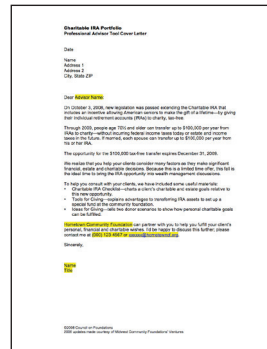 Charitable IRA Portfolio
Professional Advisor Tool Cover Letter
Date
Name
Address 1
Address 2
City, State ZIP
Dear Advisor Name:
On October 3, 2008, new legislation was passed extending the Charitable IRA that
includes an incentive allowing American seniors to make the gift of a lifetime—by giving
their individual retirement accounts (IRAs) to charity, tax-free.
Through 2009, people age 70½ and older can transfer up to $100,000 per year from
IRAs to charity—without incurring federal income taxes today or estate and income
taxes in the future. If married, each spouse can transfer up to $100,000 per year from
his or her IRA.
The opportunity for the $100,000 tax-free transfer expires December 31, 2009.
We realize that you help your clients consider many factors as they make significant
financial, estate and charitable decisions. Because this is a limited time offer, this fall is
the ideal time to bring the IRA opportunity into wealth management discussions.
To help you consult with your clients, we have included some useful materials:
• Charitable IRA Checklist—charts a client's charitable and estate goals relative to
this new opportunity.
• Tools for Giving—explains advantages to transferring IRA assets to set up a
special fund at the community foundation.
• Ideas for Giving—tells two donor scenarios to show how personal charitable goals
can be fulfilled.
Hometown Community Foundation can partner with you to help you fulfill your client's
personal, financial and charitable wishes. I'd be happy to discuss this further; please
contact me at (000) 123-4567 or
Sincerely,
Name
Title
©2006 Council on Foundations
2008 updates made courtesy of Midwest Community Foundations' Ventures